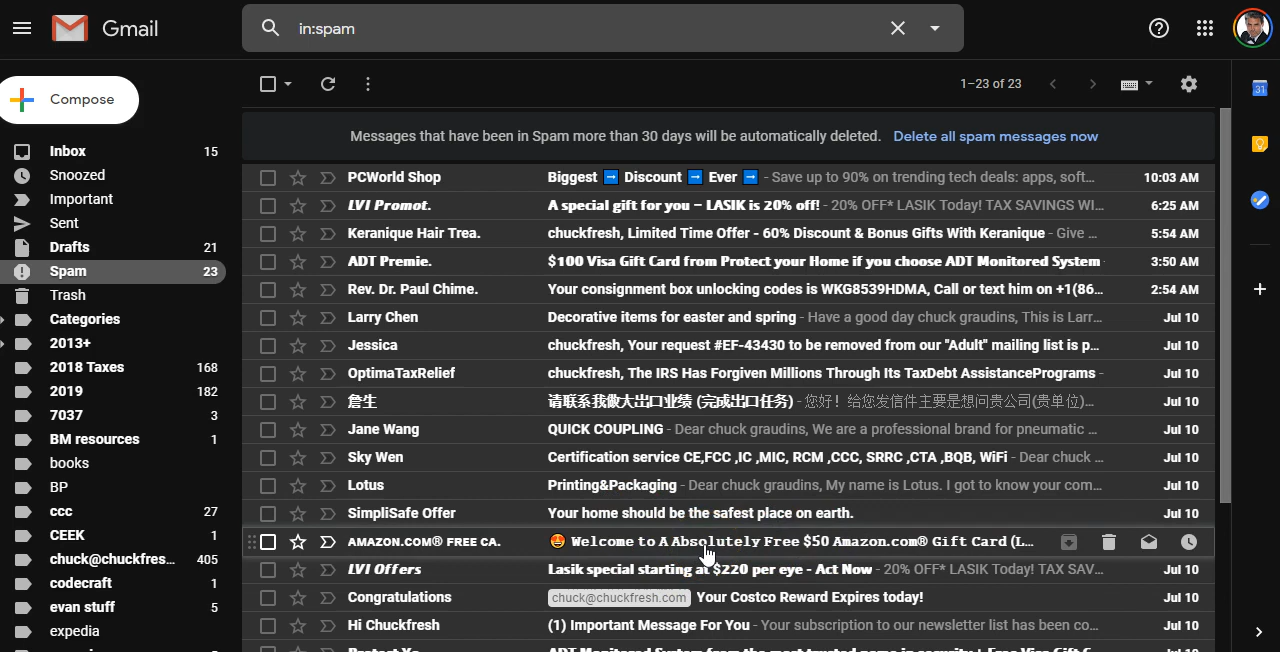 Gmail
in:spam
1–23 of 23
Compose
Messages that have been in Spam more than 30 days will be automatically deleted. Delete all spam messages now
31
Inbox 15
Snoozed
Important
Sent
Drafts 21
Spam 23
Trash
Categories
2013+
2018 Taxes 168
2019 182
7037 3
BM resources 1
books
BP
ccc 27
CEEK 1
chuck@chuckfres... 405
codecraft 1
evan stuff 5
expedia
PCWorld Shop Biggest ➡ Discount ➡ Ever ➡ - Save up to 90% on trending tech deals: apps, soft... 10:03 AM
LVI Promot. A special gift for you – LASIK is 20% off! - 20% OFF* LASIK Today! TAX SAVINGS WI... 6:25 AM
Keranique Hair Trea. chuckfresh, Limited Time Offer - 60% Discount & Bonus Gifts With Keranique - Give ... 5:54 AM
ADT Premie. $100 Visa Gift Card from Protect your Home if you choose ADT Monitored System 3:50 AM
Rev. Dr. Paul Chime. Your consignment box unlocking codes is WKG8539HDMA, Call or text him on +1(86... 2:54 AM
Larry Chen Decorative items for easter and spring - Have a good day chuck graudins, This is Larr... Jul 10
Jessica chuckfresh, Your request #EF-43430 to be removed from our "Adult" mailing list is p... Jul 10
OptimaTaxRelief chuckfresh, The IRS Has Forgiven Millions Through Its TaxDebt AssistancePrograms - Jul 10
詹生 请联系我做大出口业绩 (完成出口任务) - 您好！给您发信件主要是想问贵公司(贵单位)... Jul 10
Jane Wang QUICK COUPLING - Dear chuck graudins, We are a professional brand for pneumatic ... Jul 10
Sky Wen Certification service CE,FCC ,IC ,MIC, RCM ,CCC, SRRC ,CTA ,BQB, WiFi - Dear chuck ... Jul 10
Lotus Printing&Packaging - Dear chuck graudins, My name is Lotus. I got to know your com... Jul 10
SimpliSafe Offer Your home should be the safest place on earth. Jul 10
AMAZON.COM® FREE CA. 🤩 Welcome to A Absolutely Free $50 Amazon.com® Gift Card (L...
LVI Offers Lasik special starting at $220 per eye - Act Now - 20% OFF* LASIK Today! TAX SAV... Jul 10
Congratulations chuck@chuckfresh.com Your Costco Reward Expires today! Jul 10
Hi Chuckfresh (1) Important Message For You - Your subscription to our newsletter list has been co... Jul 10